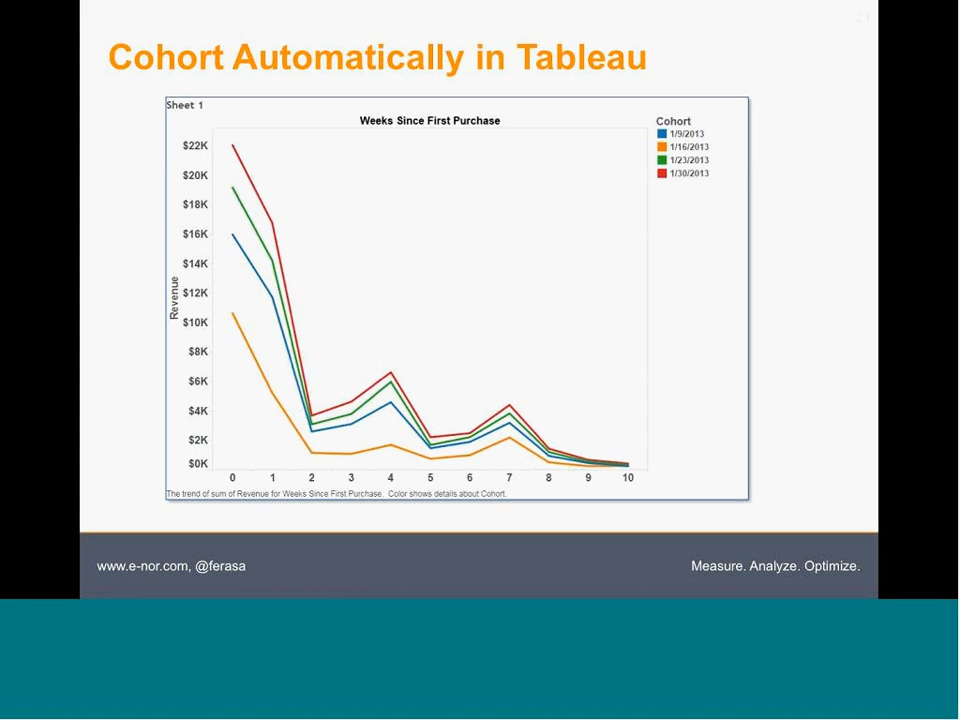 Cohort Automatically in Tableau
Sheet 1
Weeks Since First Purchase
Cohort
1/9/2013
1/16/2013
1/23/2013
1/30/2013
Revenue
$22K
$20K
$18K
$16K
$14K
$12K
$10K
$8K
$6K
$4K
$2K
$0K
0 1 2 3 4 5 6 7 8 9 10
The trend of sum of Revenue for Weeks Since First Purchase. Color shows details about Cohort.
www.e-nor.com, @ferasa
Measure. Analyze. Optimize.